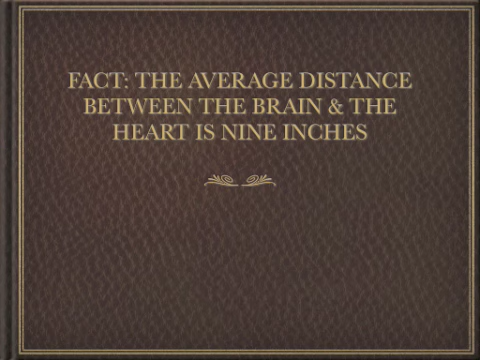 FACT: THE AVERAGE DISTANCE
BETWEEN THE BRAIN & THE
HEART IS NINE INCHES